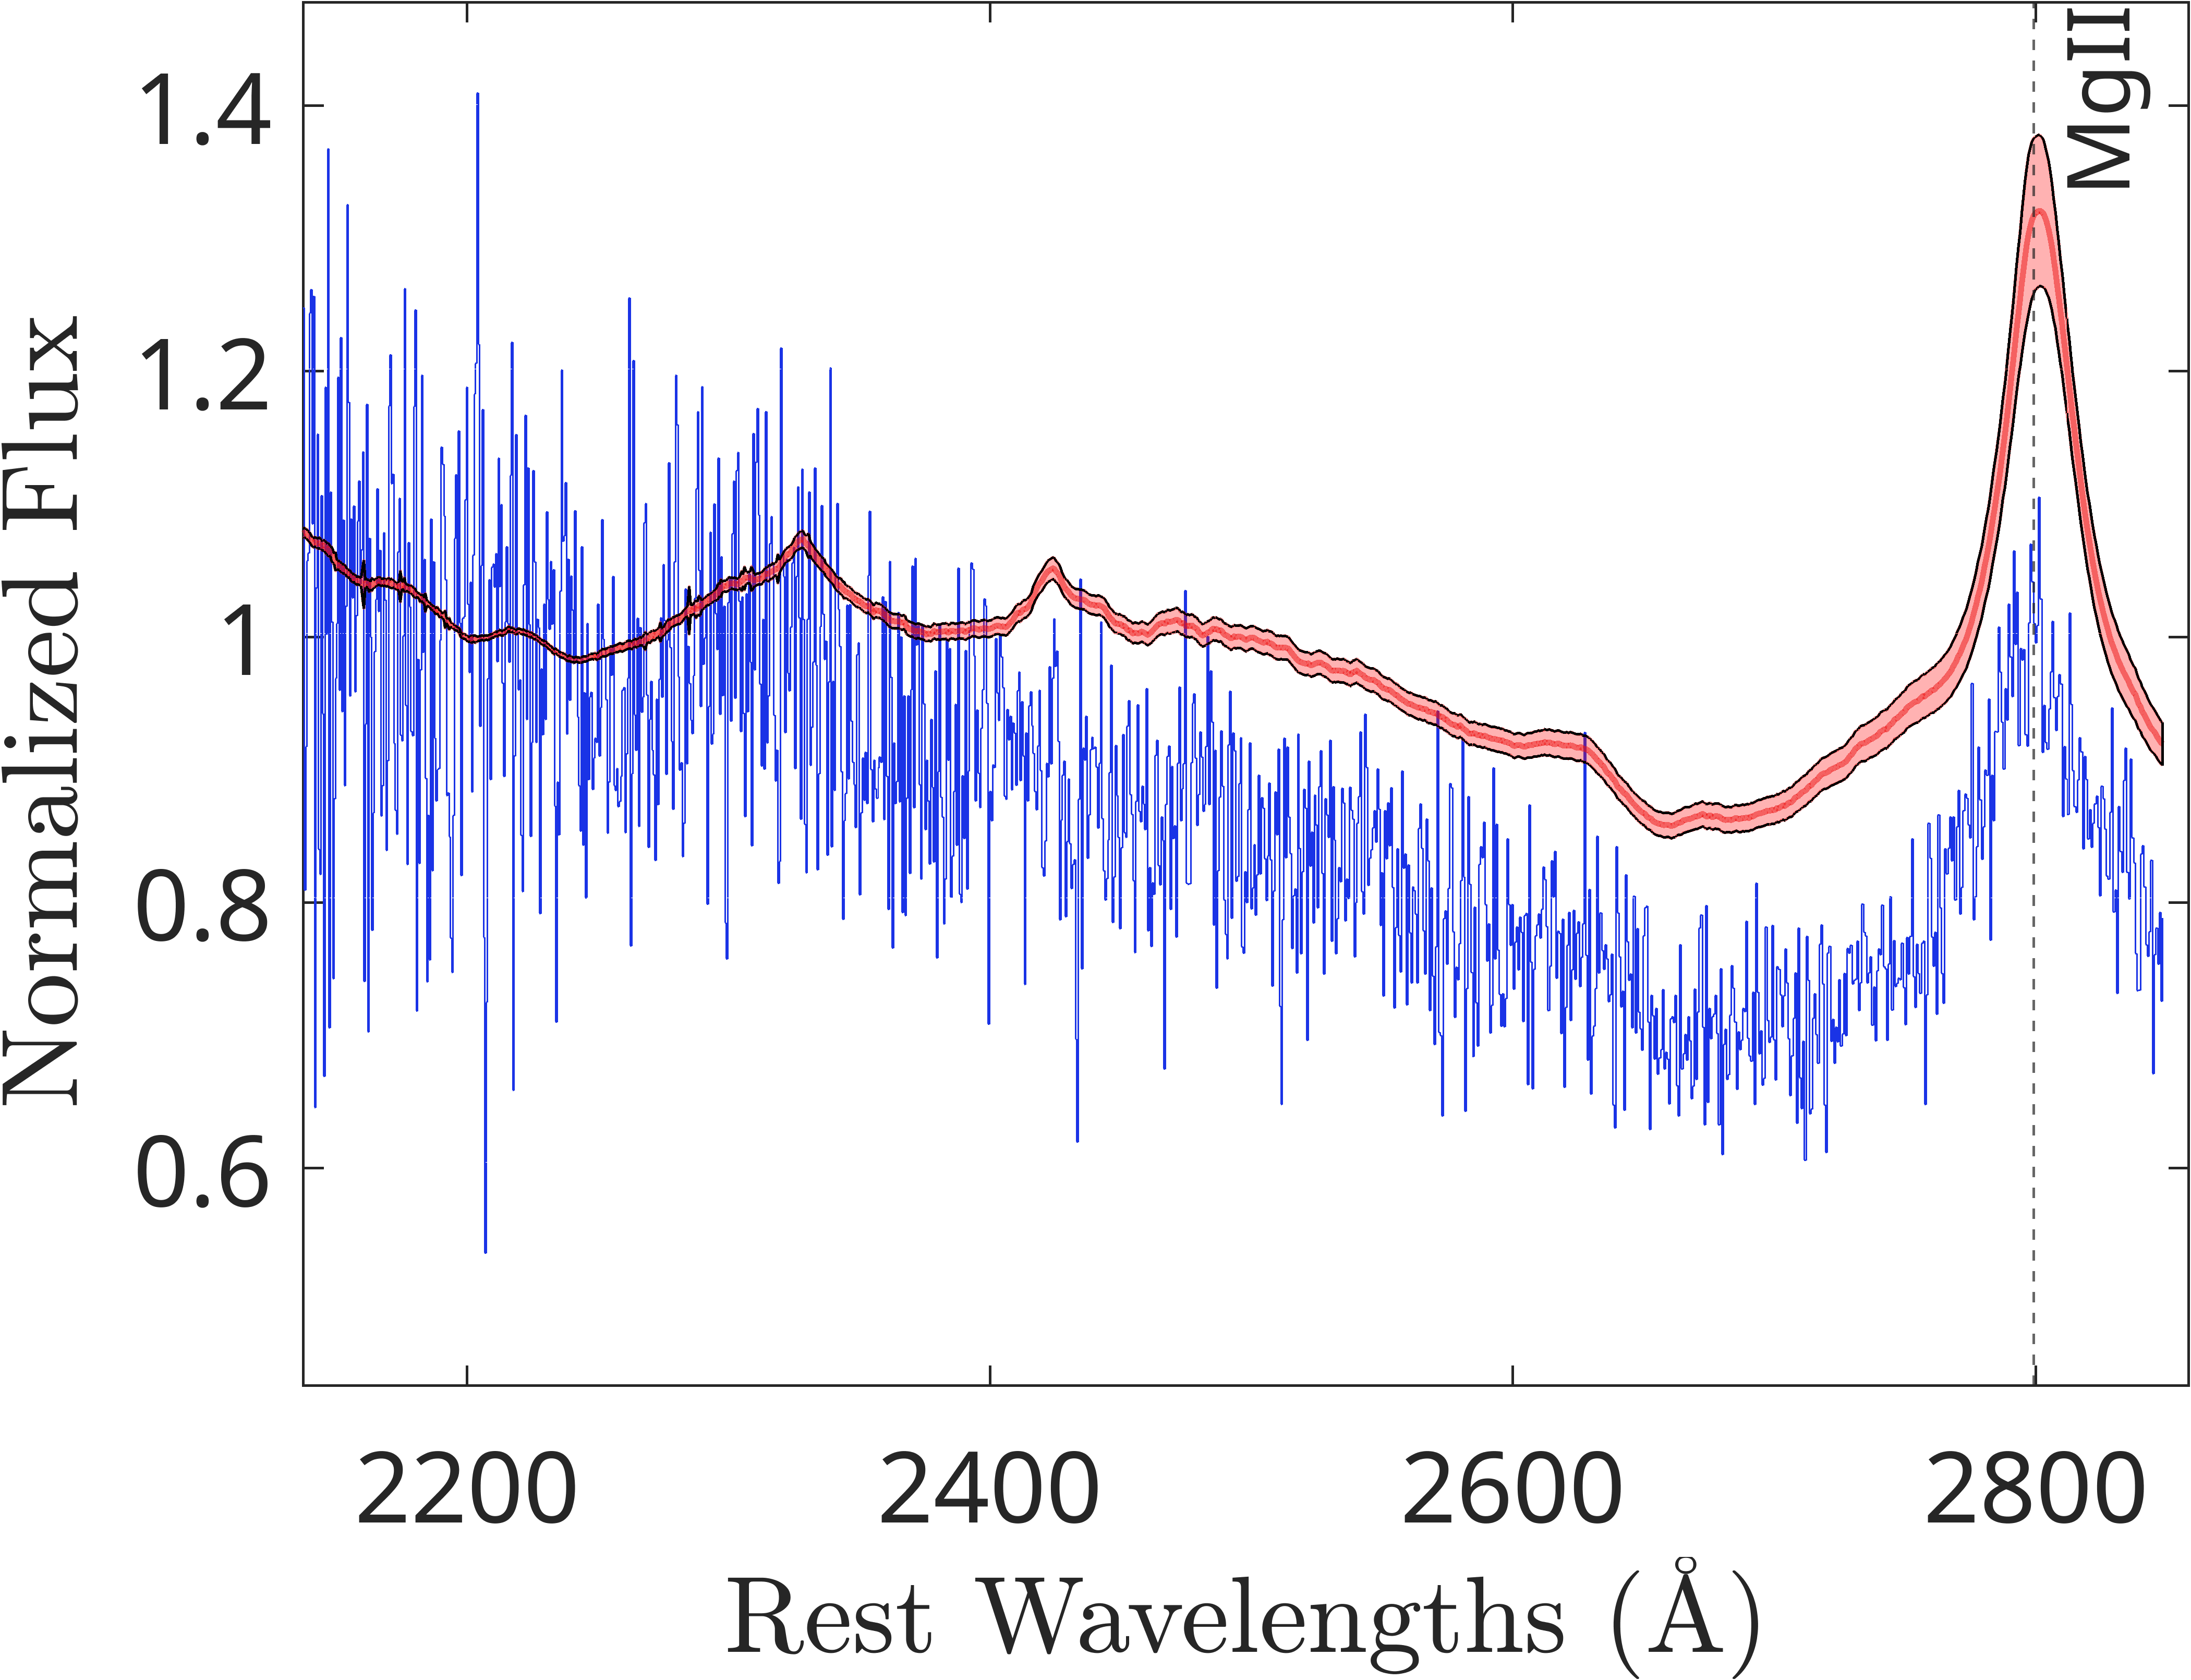 Normalized Flux
1.4
1.2
1
0.8
0.6
MgII
2200 2400 2600 2800
Rest Wavelengths (Å)